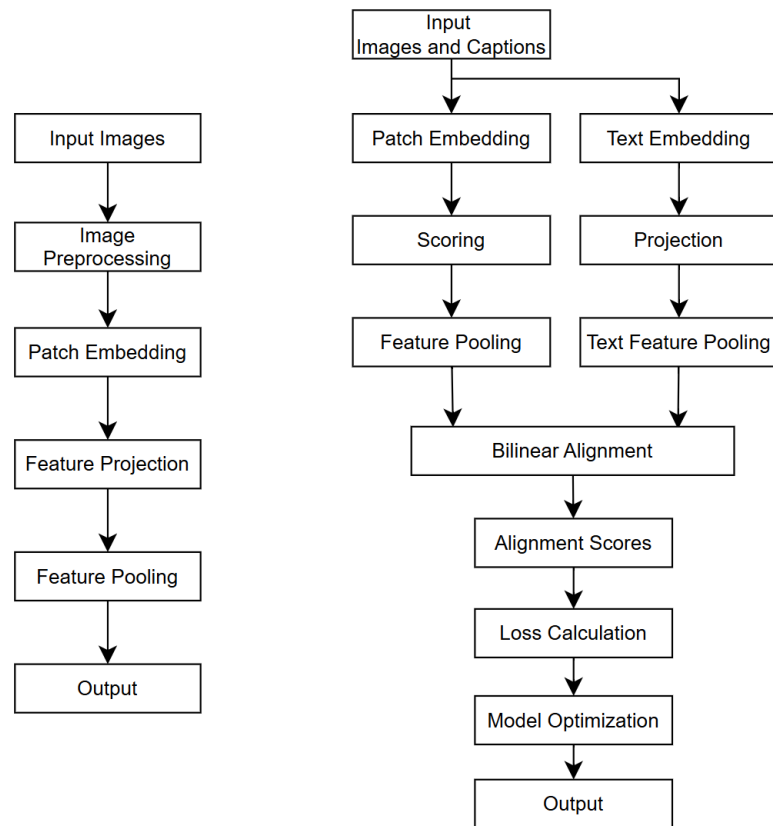 Input Images
Image
Preprocessing
Patch Embedding
Feature Projection
Feature Pooling
Output
Input
Images and Captions
Patch Embedding
Text Embedding
Scoring
Projection
Feature Pooling
Text Feature Pooling
Bilinear Alignment
Alignment Scores
Loss Calculation
Model Optimization
Output